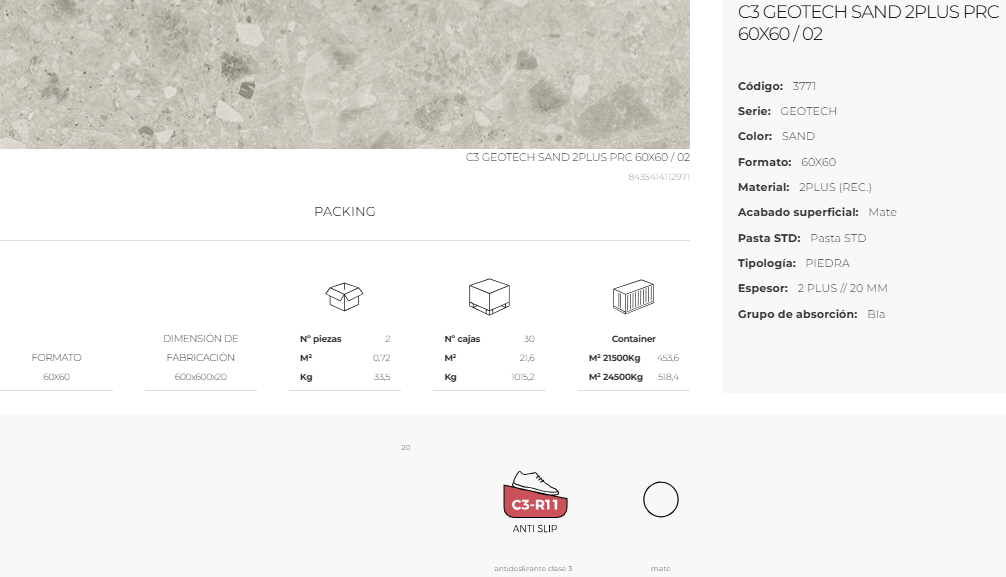 C3 GEOTECH SAND 2PLUS PRC
60X60 / 02
Código: 3771
Serie: GEOTECH
Color: SAND
Formato: 60X60
Material: 2PLUS (REC.)
Acabado superficial: Mate
Pasta STD: Pasta STD
Tipología: PIEDRA
Espesor: 2 PLUS // 20 MM
Grupo de absorción: BIa
C3 GEOTECH SAND 2PLUS PRC 60X60 / 02
8435414112971
PACKING
FORMATO
60X60
DIMENSIÓN DE
FABRICACIÓN
600x600x20
Nº piezas 2
M² 0,72
Kg 33,5
Nº cajas 30
M² 21,6
Kg 1015,2
Container
M² 21500Kg 453,6
M² 24500Kg 518,4
20
C3-R11
ANTI SLIP
antideslizante clase 3
mate